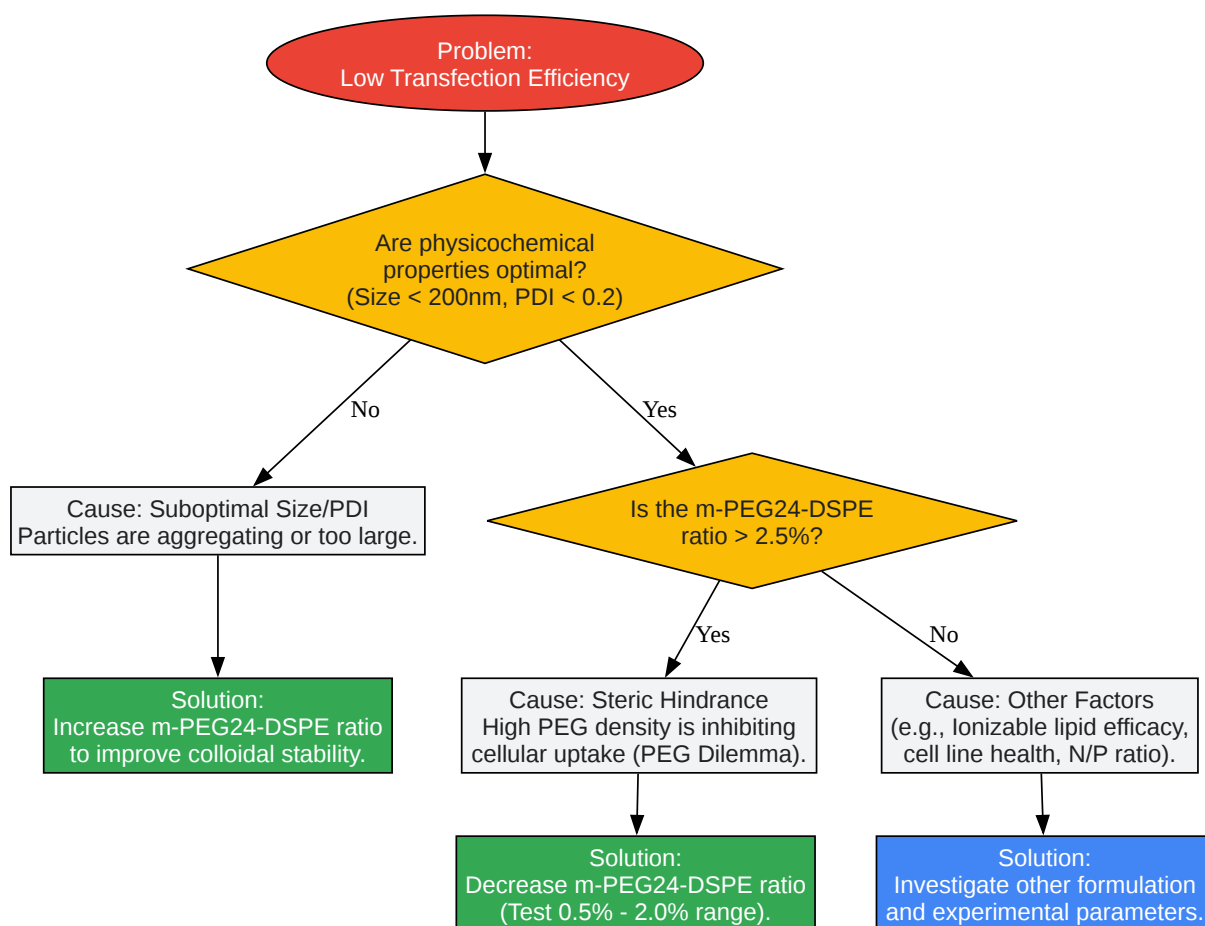 Problem:
Low Transfection Efficiency
Are physicochemical
properties optimal?
(Size < 200nm, PDI < 0.2)
No
Yes
Cause: Suboptimal Size/PDI
Particles are aggregating or too large.
Is the m-PEG24-DSPE
ratio > 2.5%?
Yes
No
Solution:
Increase m-PEG24-DSPE ratio
to improve colloidal stability.
Cause: Steric Hindrance
High PEG density is inhibiting
cellular uptake (PEG Dilemma).
Cause: Other Factors
(e.g., Ionizable lipid efficacy,
cell line health, N/P ratio).
Solution:
Decrease m-PEG24-DSPE ratio
(Test 0.5% - 2.0% range).
Solution:
Investigate other formulation
and experimental parameters.